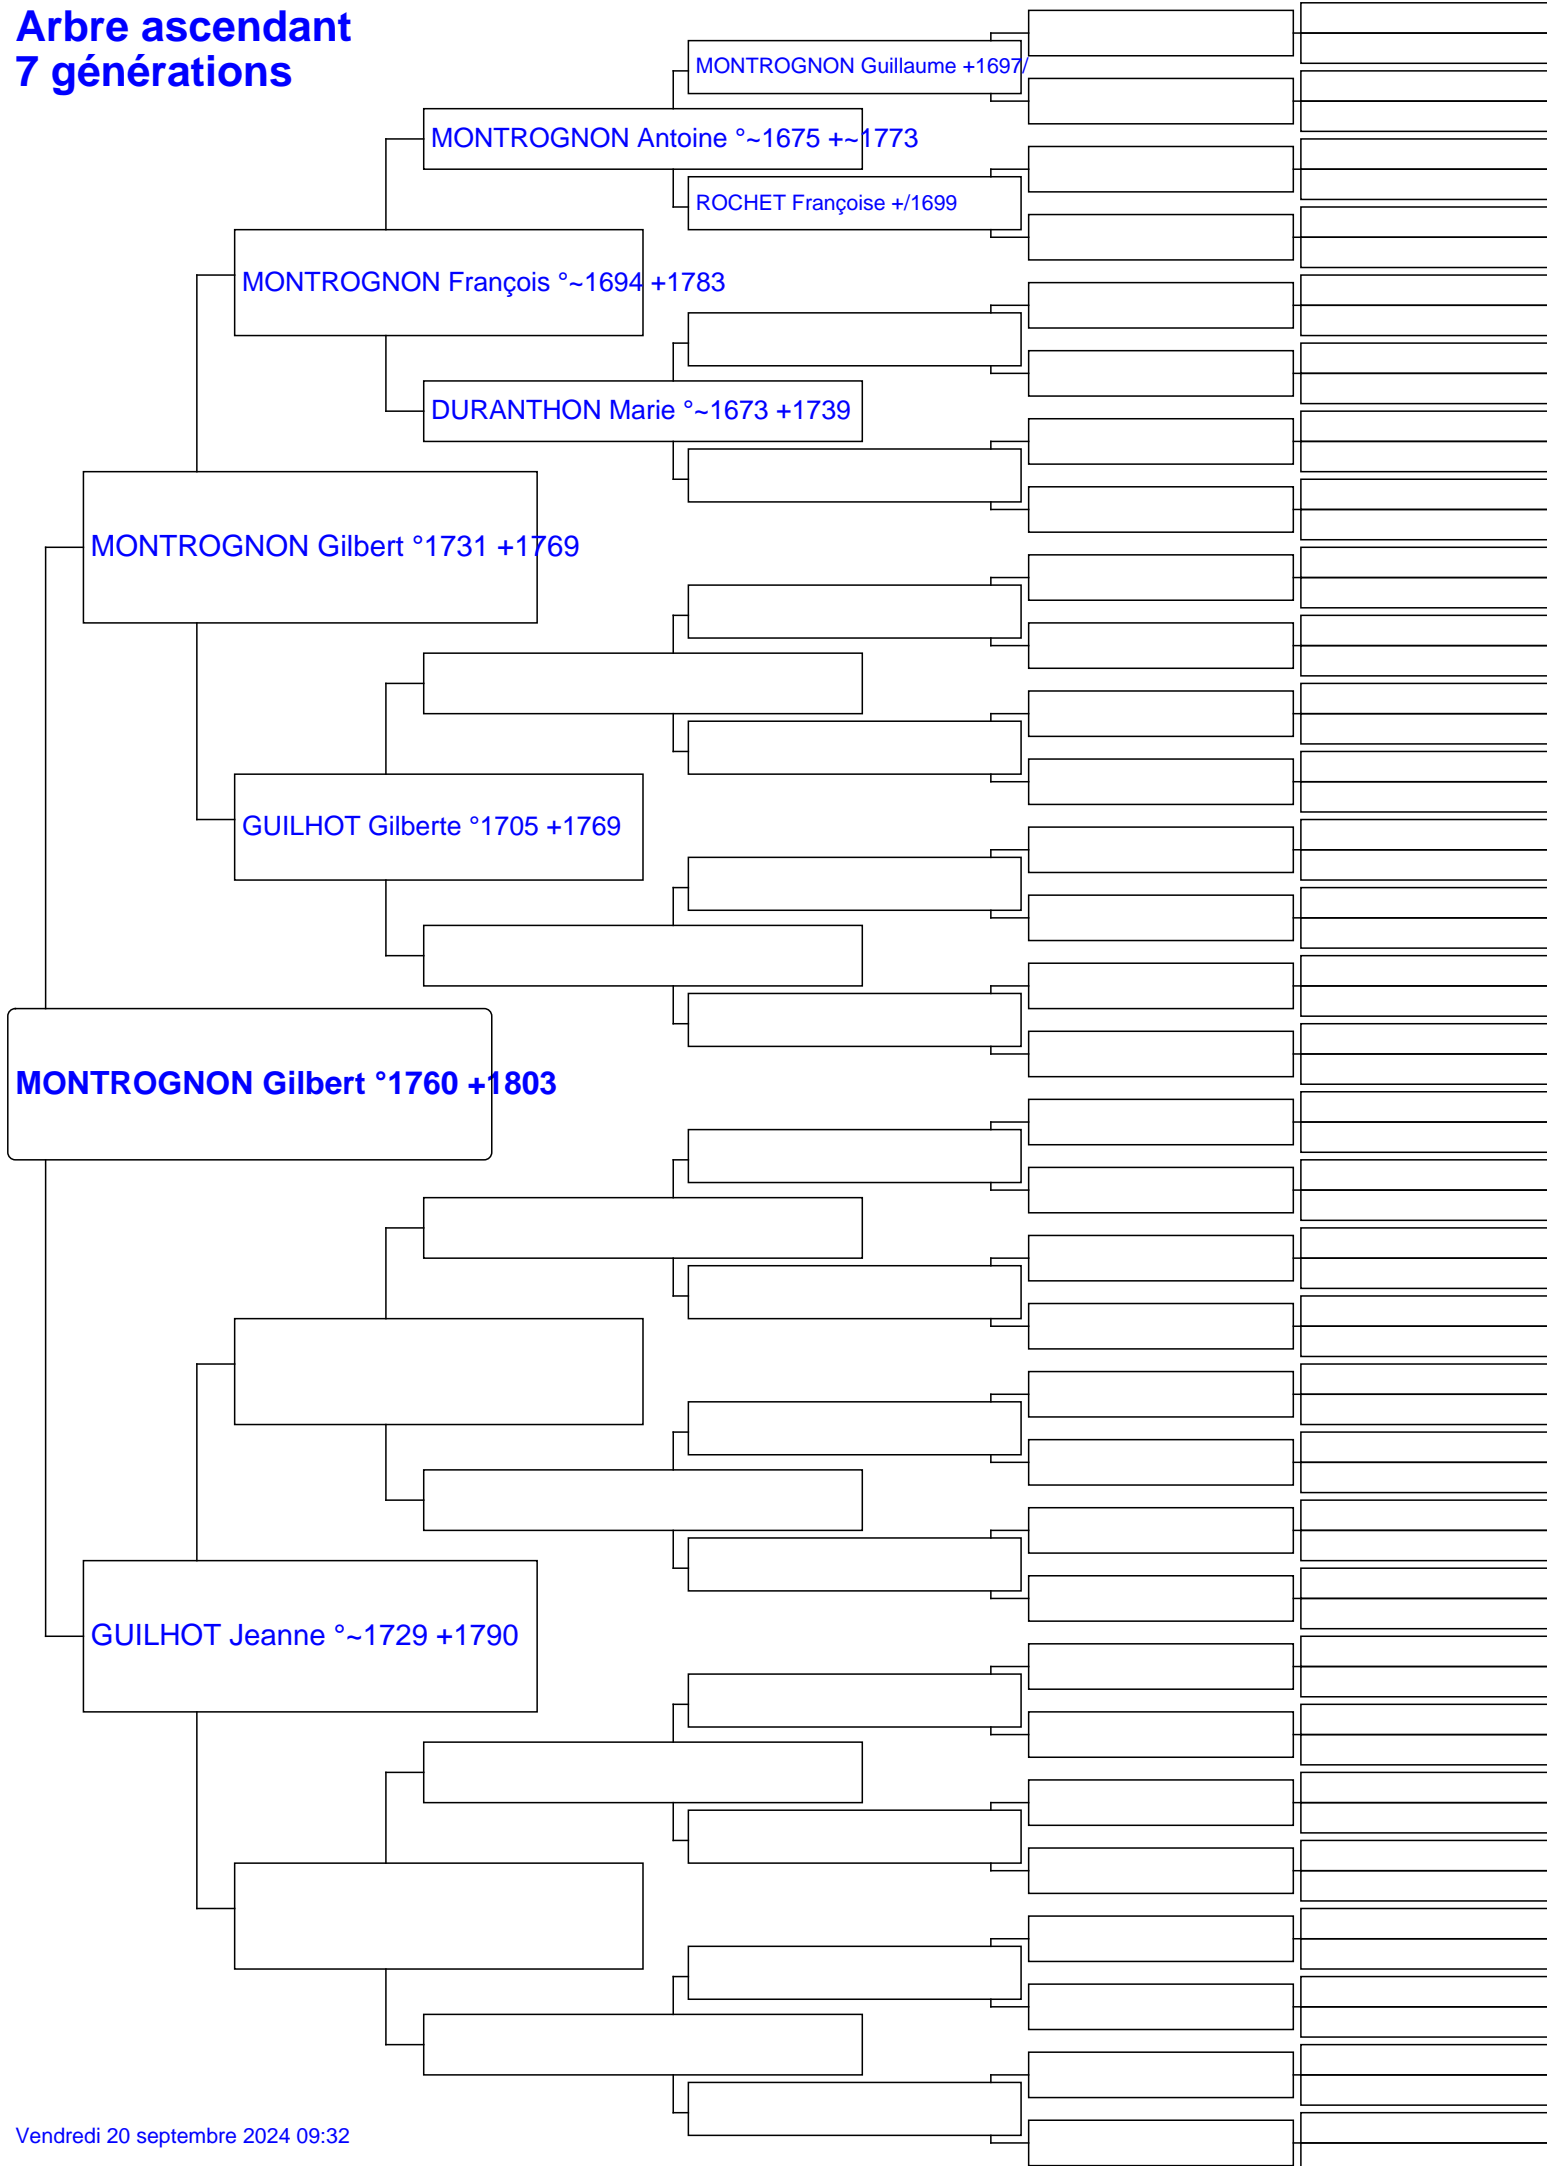 Arbre ascendant
7 générations
MONTROGNON Guillaume +1697/
MONTROGNON Antoine °~1675 +~1773
ROCHET Françoise +/1699
MONTROGNON François °~1694 +1783
DURANTHON Marie °~1673 +1739
MONTROGNON Gilbert °1731 +1769
GUILHOT Gilberte °1705 +1769
MONTROGNON Gilbert °1760 +1803
GUILHOT Jeanne °~1729 +1790
Vendredi 20 septembre 2024 09:32